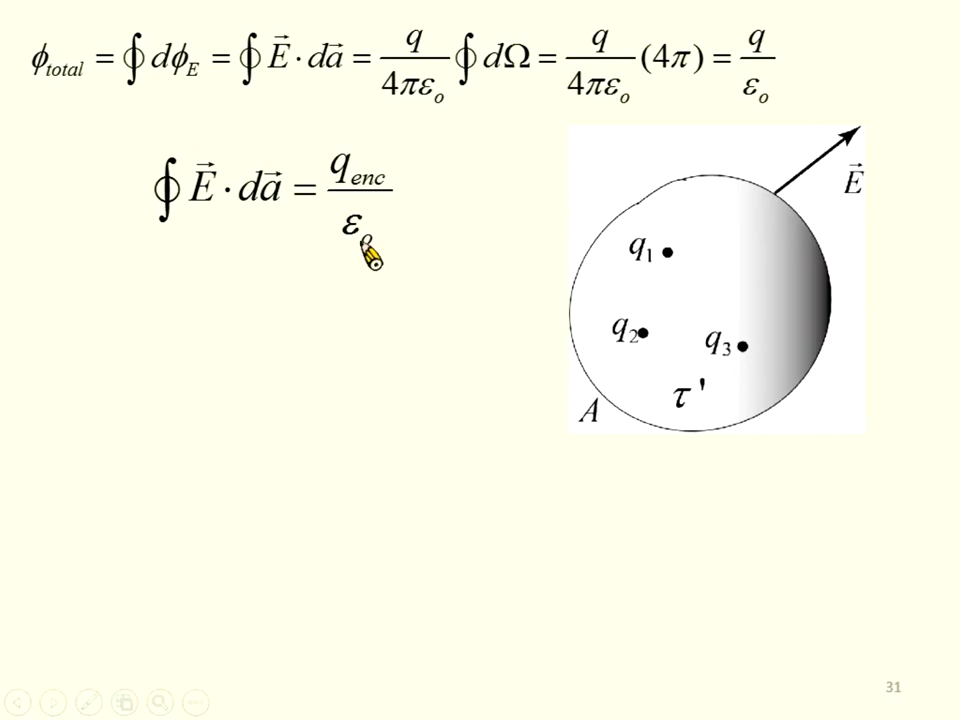 ϕ_total = ∮ dϕ_E = ∮ E⃗ · da⃗ = q/(4πε_o) ∮ dΩ = q/(4πε_o) (4π) = q/ε_o
∮ E⃗ · da⃗ = q_enc/ε_o
E⃗
q₁
q₂
q₃
τ '
A
31